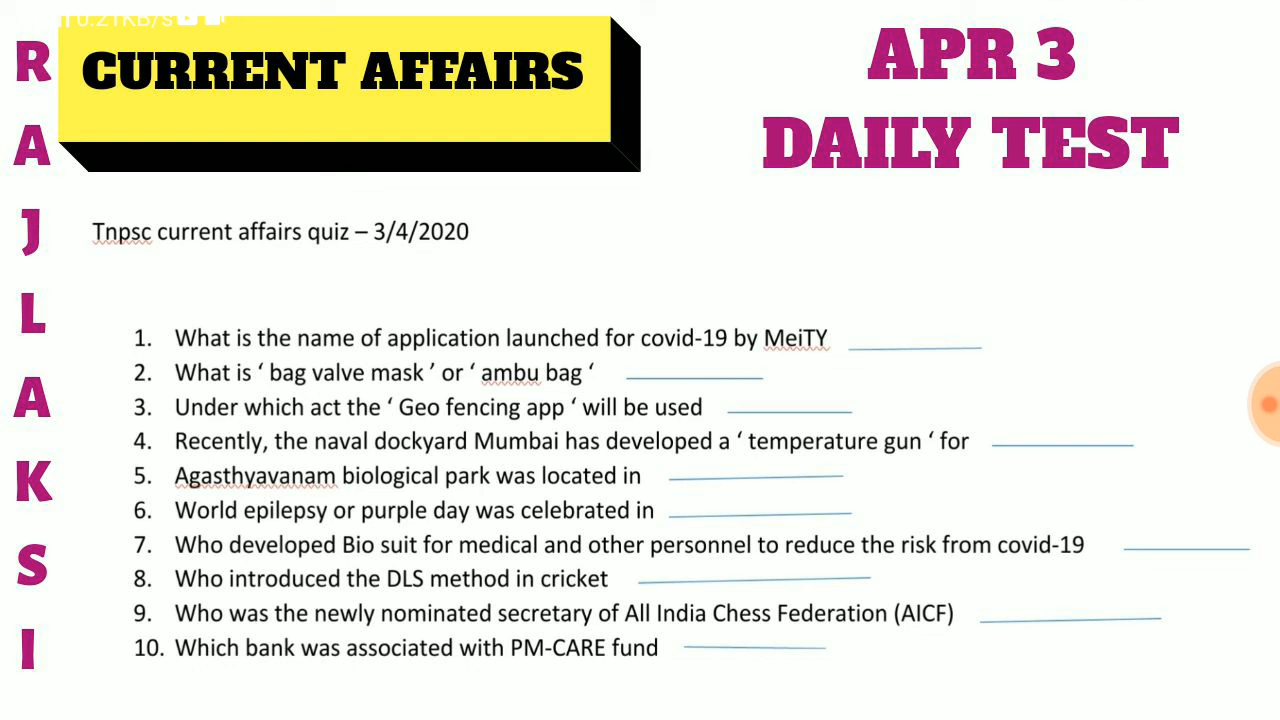 0.21KB/s
CURRENT AFFAIRS
APR 3
DAILY TEST
RAJLAKSI
Tnpsc current affairs quiz – 3/4/2020
1. What is the name of application launched for covid-19 by MeiTY
2. What is ‘ bag valve mask ’ or ‘ ambu bag ‘
3. Under which act the ‘ Geo fencing app ‘ will be used
4. Recently, the naval dockyard Mumbai has developed a ‘ temperature gun ‘ for
5. Agasthyavanam biological park was located in
6. World epilepsy or purple day was celebrated in
7. Who developed Bio suit for medical and other personnel to reduce the risk from covid-19
8. Who introduced the DLS method in cricket
9. Who was the newly nominated secretary of All India Chess Federation (AICF)
10. Which bank was associated with PM-CARE fund